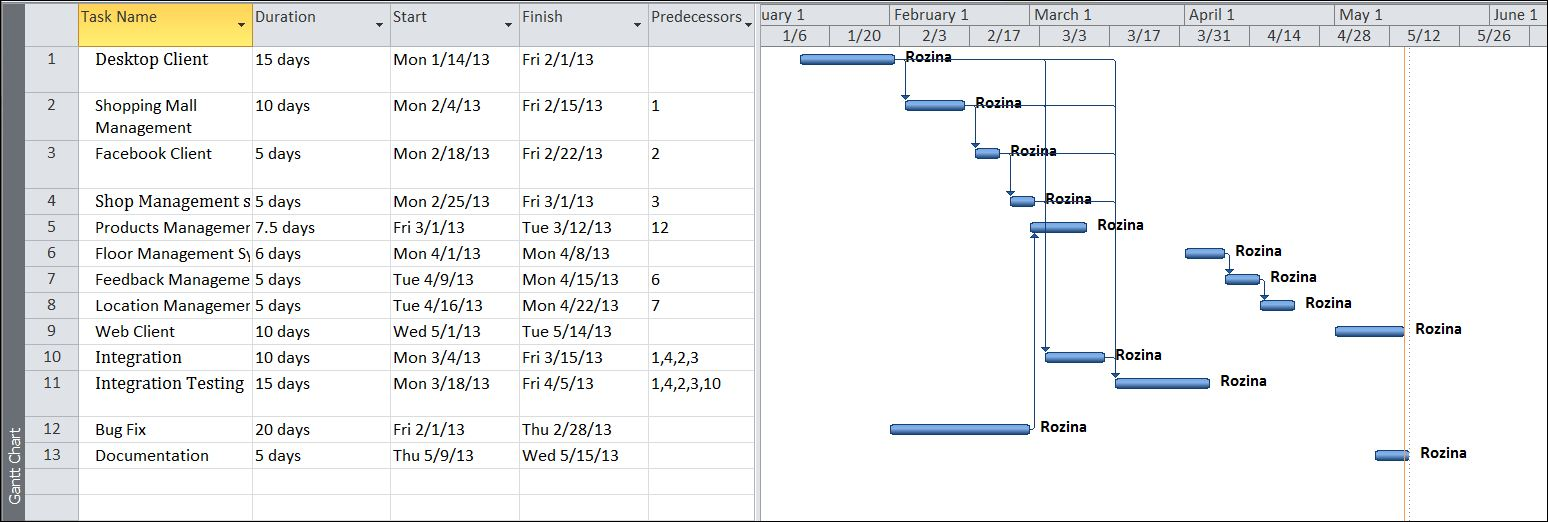 Task Name Duration Start Finish Predecessors
uary 1 February 1 March 1 April 1 May 1 June 1
1/6 1/20 2/3 2/17 3/3 3/17 3/31 4/14 4/28 5/12 5/26
1 Desktop Client 15 days Mon 1/14/13 Fri 2/1/13 Rozina
2 Shopping Mall 10 days Mon 2/4/13 Fri 2/15/13 1 Rozina
Management
3 Facebook Client 5 days Mon 2/18/13 Fri 2/22/13 2 Rozina
4 Shop Management s 5 days Mon 2/25/13 Fri 3/1/13 3 Rozina
5 Products Managemer 7.5 days Fri 3/1/13 Tue 3/12/13 12 Rozina
6 Floor Management Sy 6 days Mon 4/1/13 Mon 4/8/13 Rozina
7 Feedback Manageme 5 days Tue 4/9/13 Mon 4/15/13 6 Rozina
8 Location Managemer 5 days Tue 4/16/13 Mon 4/22/13 7 Rozina
9 Web Client 10 days Wed 5/1/13 Tue 5/14/13 Rozina
10 Integration 10 days Mon 3/4/13 Fri 3/15/13 1,4,2,3 Rozina
11 Integration Testing 15 days Mon 3/18/13 Fri 4/5/13 1,4,2,3,10 Rozina
12 Bug Fix 20 days Fri 2/1/13 Thu 2/28/13 Rozina
13 Documentation 5 days Thu 5/9/13 Wed 5/15/13 Rozina
Gantt Chart